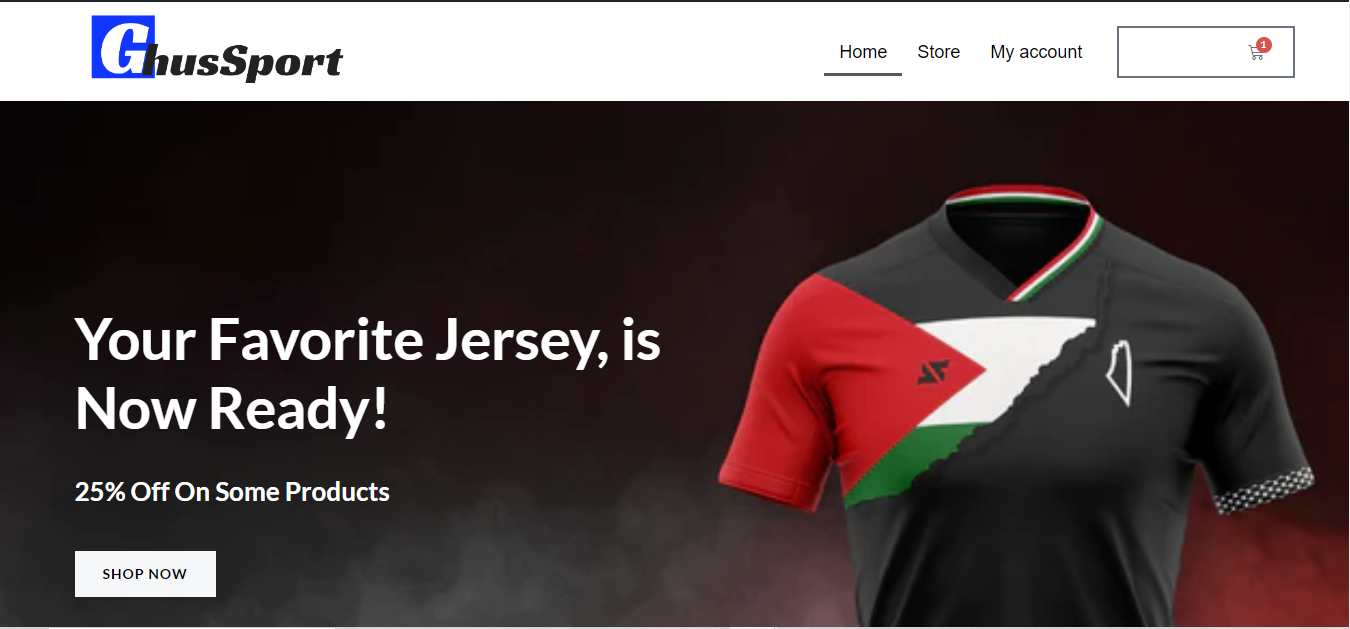 GhusSport
Home
Store
My account
1
Your Favorite Jersey, is
Now Ready!
25% Off On Some Products
SHOP NOW